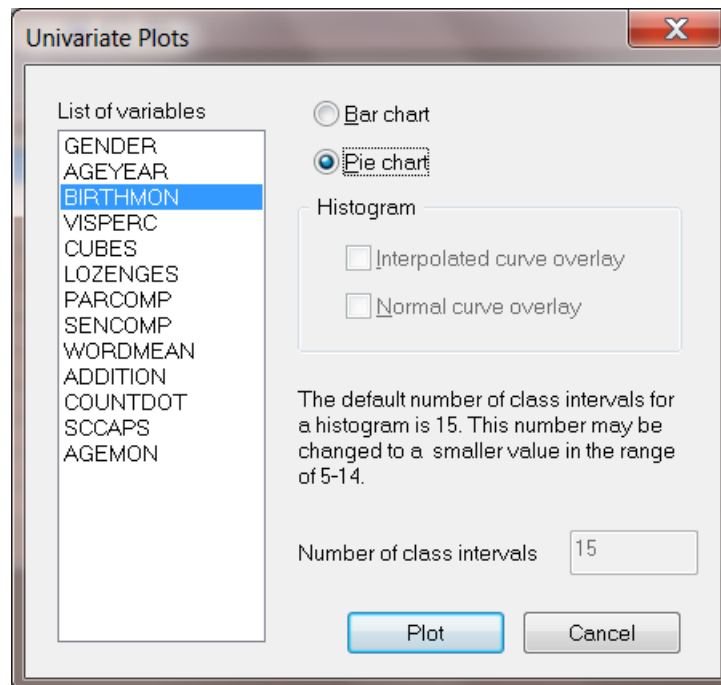 Univariate Plots
List of variables
GENDER
AGEYEAR
BIRTHMON
VISPERC
CUBES
LOZENGES
PARCOMP
SENCOMP
WORDMEAN
ADDITION
COUNTDOT
SCCAPS
AGEMON
Bar chart
Pie chart
Histogram
Interpolated curve overlay
Normal curve overlay
The default number of class intervals for
a histogram is 15. This number may be
changed to a smaller value in the range
of 5-14.
Number of class intervals 15
Plot Cancel